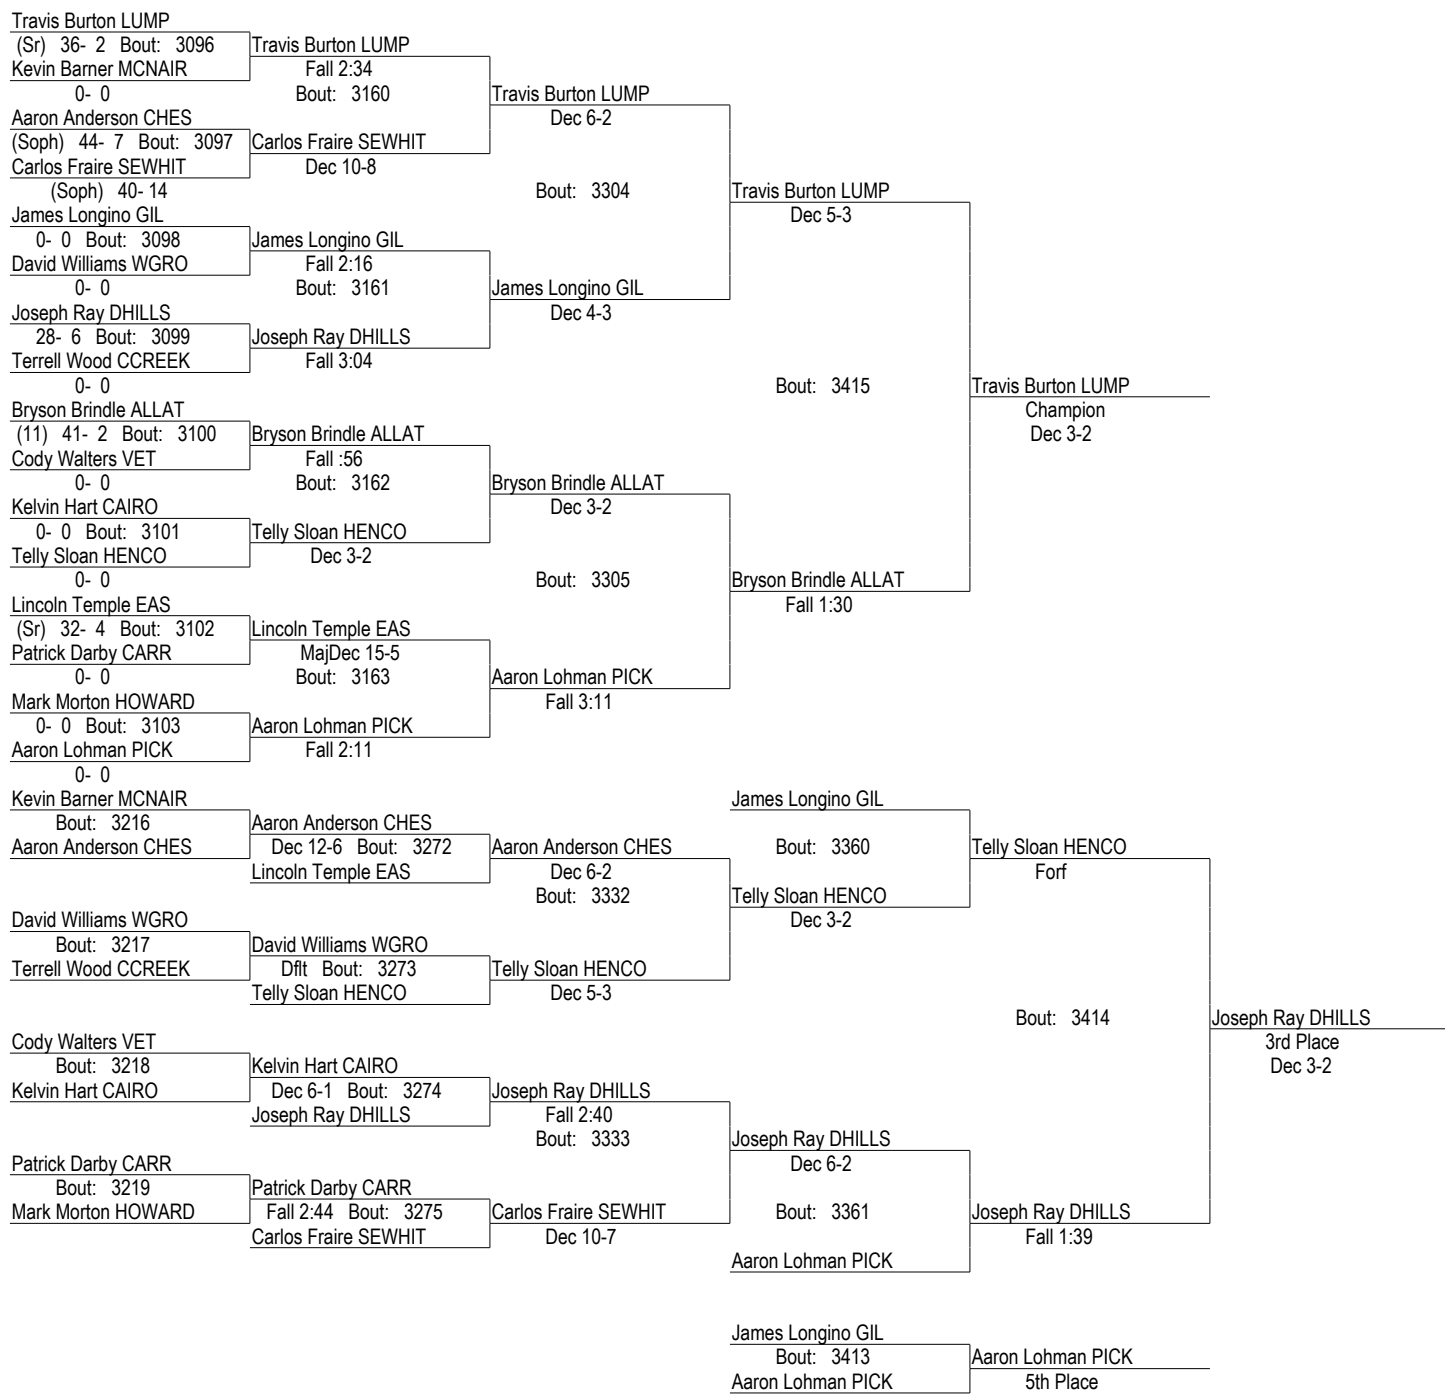 Travis Burton LUMP
(Sr) 36- 2 Bout: 3096 Travis Burton LUMP
Kevin Barner MCNAIR Fall 2:34
0- 0 Bout: 3160 Travis Burton LUMP
Aaron Anderson CHES Dec 6-2
(Soph) 44- 7 Bout: 3097 Carlos Fraire SEWHIT
Carlos Fraire SEWHIT Dec 10-8
(Soph) 40- 14 Bout: 3304 Travis Burton LUMP
James Longino GIL Dec 5-3
0- 0 Bout: 3098 James Longino GIL
David Williams WGRO Fall 2:16
0- 0 Bout: 3161 James Longino GIL
Joseph Ray DHILLS Dec 4-3
28- 6 Bout: 3099 Joseph Ray DHILLS
Terrell Wood CCREEK Fall 3:04
0- 0 Bout: 3415 Travis Burton LUMP
Bryson Brindle ALLAT Champion
(11) 41- 2 Bout: 3100 Bryson Brindle ALLAT Dec 3-2
Cody Walters VET Fall :56
0- 0 Bout: 3162 Bryson Brindle ALLAT
Kelvin Hart CAIRO Dec 3-2
0- 0 Bout: 3101 Telly Sloan HENCO
Telly Sloan HENCO Dec 3-2
0- 0 Bout: 3305 Bryson Brindle ALLAT
Lincoln Temple EAS Fall 1:30
(Sr) 32- 4 Bout: 3102 Lincoln Temple EAS
Patrick Darby CARR MajDec 15-5
0- 0 Bout: 3163 Aaron Lohman PICK
Mark Morton HOWARD Fall 3:11
0- 0 Bout: 3103 Aaron Lohman PICK
Aaron Lohman PICK Fall 2:11
0- 0
Kevin Barner MCNAIR James Longino GIL
Bout: 3216 Aaron Anderson CHES
Aaron Anderson CHES Dec 12-6 Bout: 3272 Aaron Anderson CHES Bout: 3360 Telly Sloan HENCO
Lincoln Temple EAS Dec 6-2 Forf
Bout: 3332 Telly Sloan HENCO
David Williams WGRO Dec 3-2
Bout: 3217 David Williams WGRO
Terrell Wood CCREEK Dflt Bout: 3273 Telly Sloan HENCO
Telly Sloan HENCO Dec 5-3
Bout: 3414 Joseph Ray DHILLS
Cody Walters VET 3rd Place
Bout: 3218 Kelvin Hart CAIRO Dec 3-2
Kelvin Hart CAIRO Dec 6-1 Bout: 3274 Joseph Ray DHILLS
Joseph Ray DHILLS Fall 2:40
Bout: 3333 Joseph Ray DHILLS
Patrick Darby CARR Dec 6-2
Bout: 3219 Patrick Darby CARR
Mark Morton HOWARD Fall 2:44 Bout: 3275 Carlos Fraire SEWHIT Bout: 3361 Joseph Ray DHILLS
Carlos Fraire SEWHIT Dec 10-7 Fall 1:39
Aaron Lohman PICK
James Longino GIL
Bout: 3413 Aaron Lohman PICK
Aaron Lohman PICK 5th Place